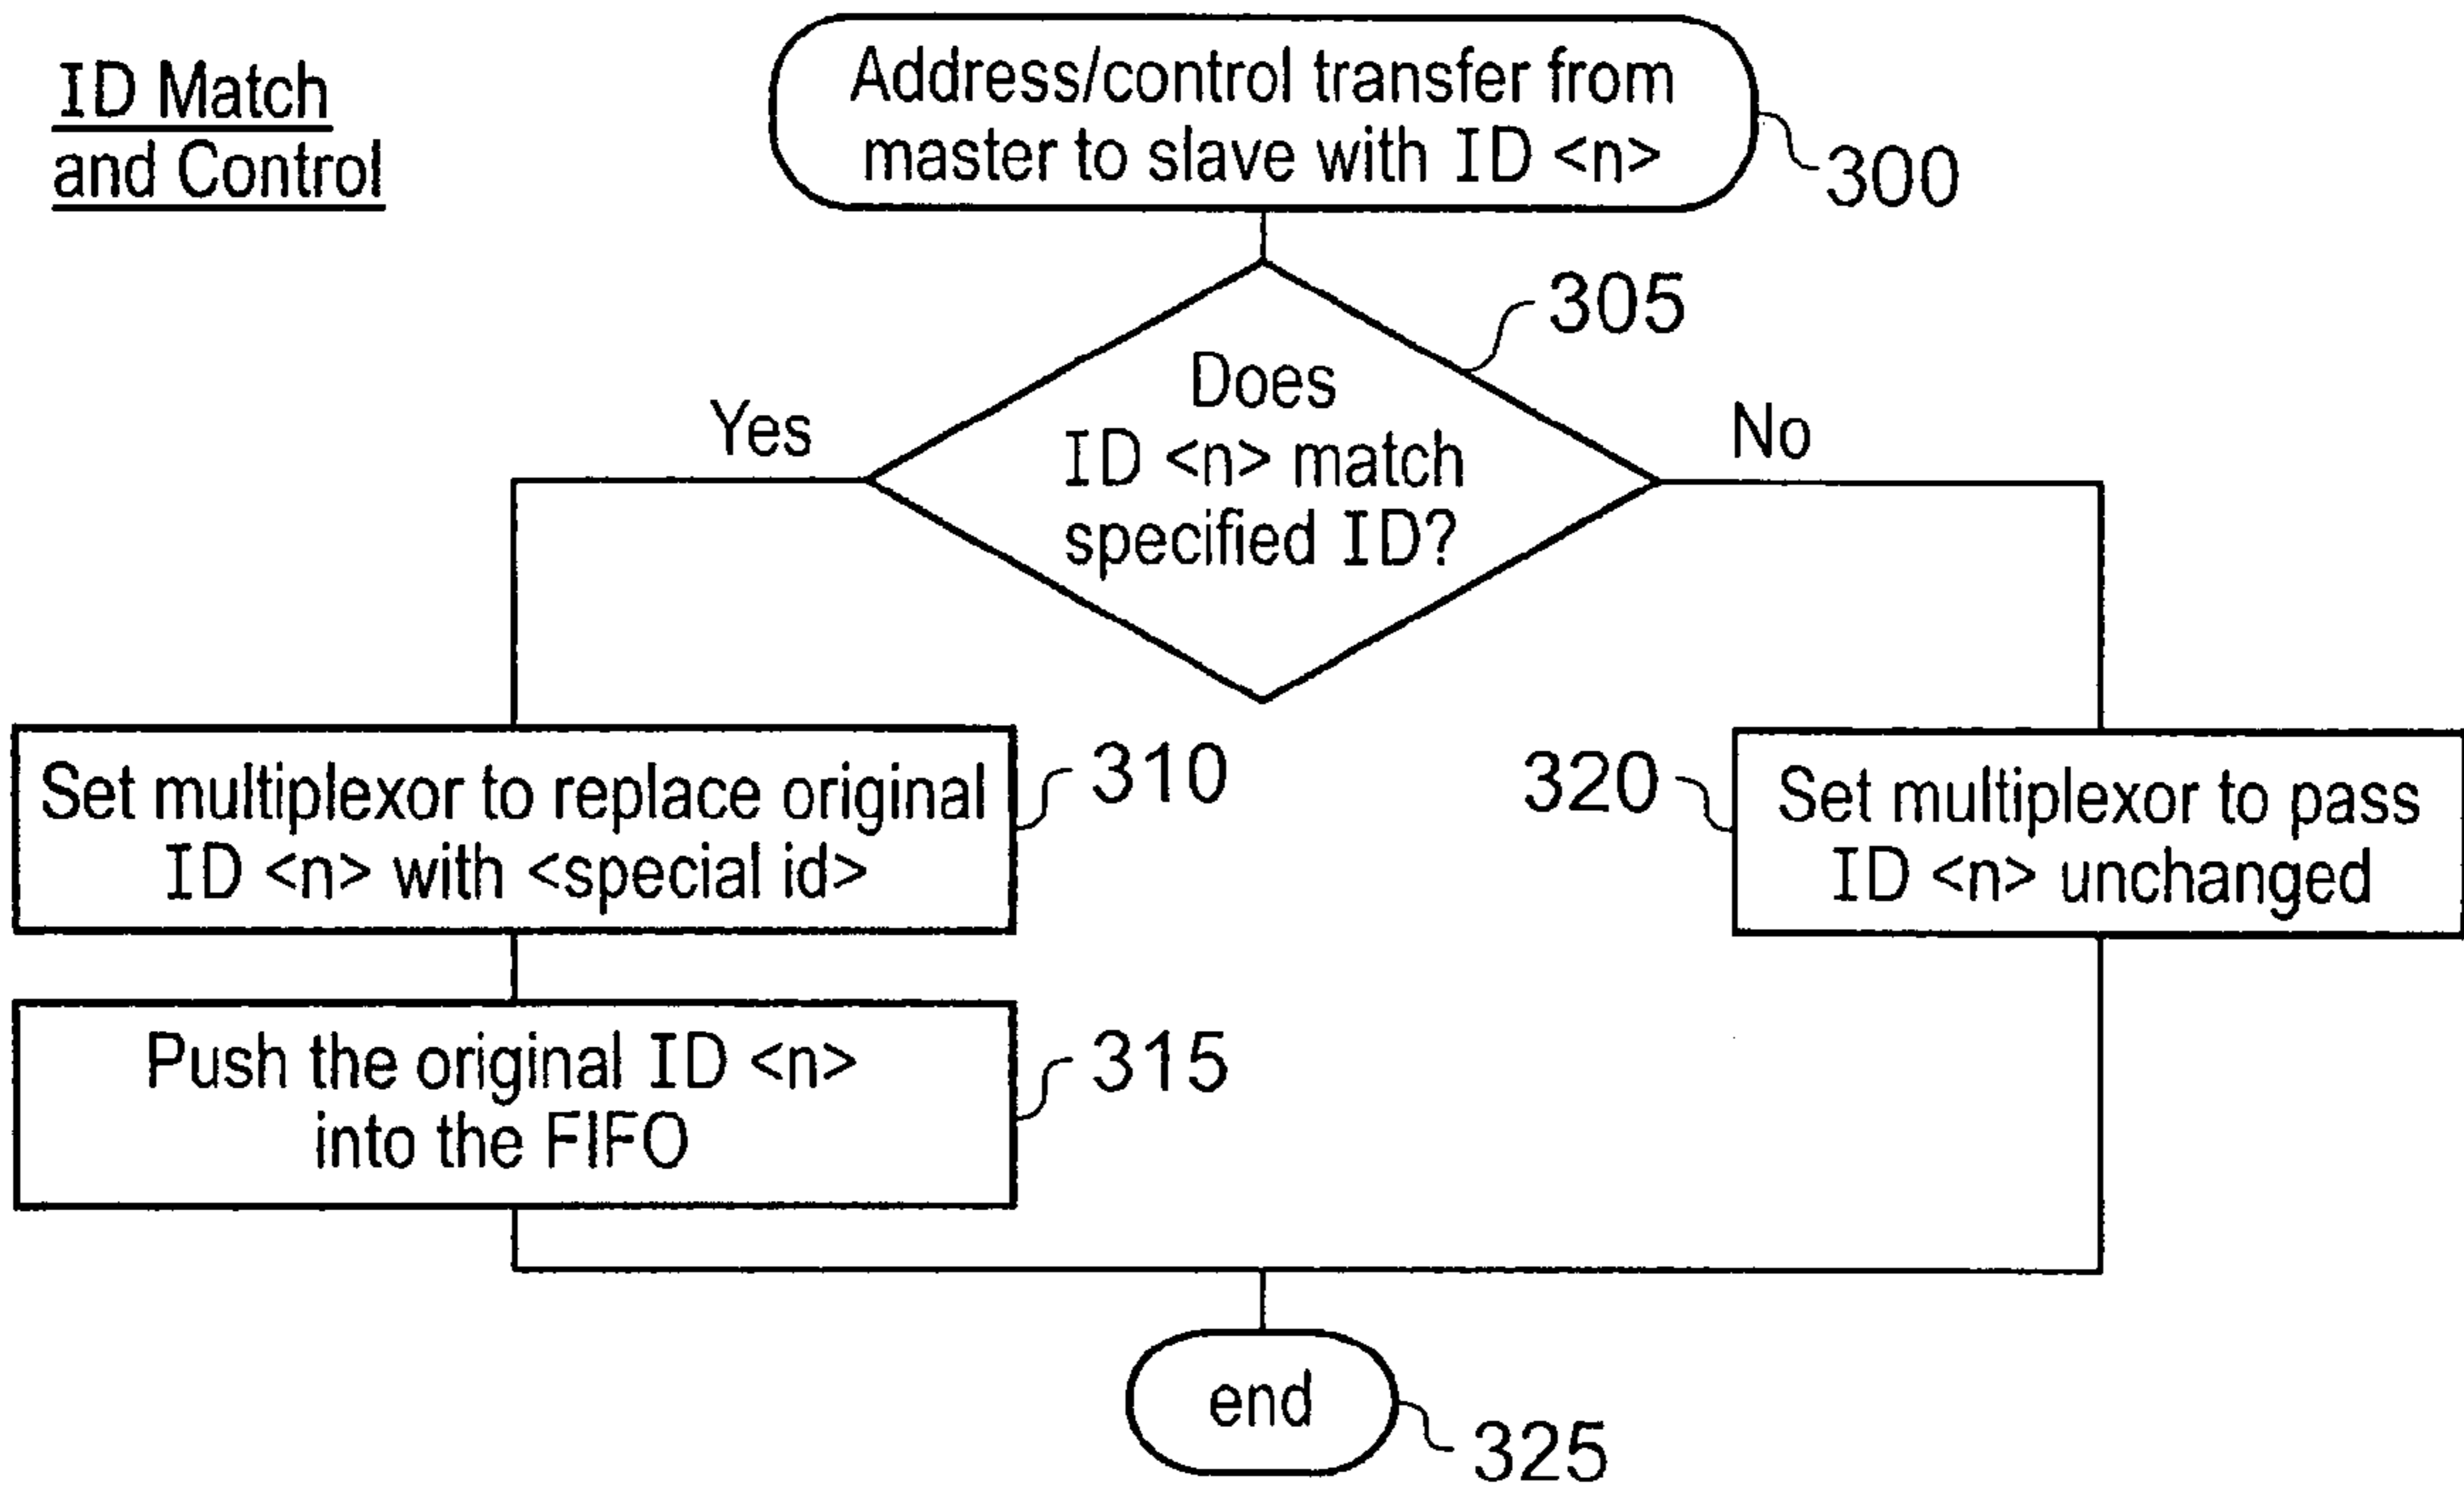 ID Match
and Control
Address/control transfer from
master to slave with ID <n>
300
305
Does
ID <n> match
specified ID?
Yes
No
Set multiplexor to replace original
ID <n> with <special id>
310
320
Set multiplexor to pass
ID <n> unchanged
Push the original ID <n>
into the FIFO
315
end
325